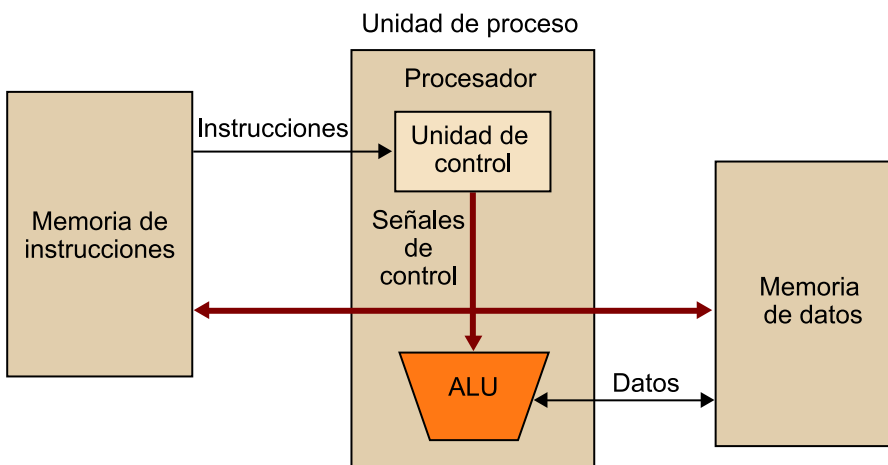 Unidad de proceso
Procesador
Instrucciones
Unidad de
control
Memoria de
instrucciones
Señales
de
control
Memoria
de datos
ALU
Datos